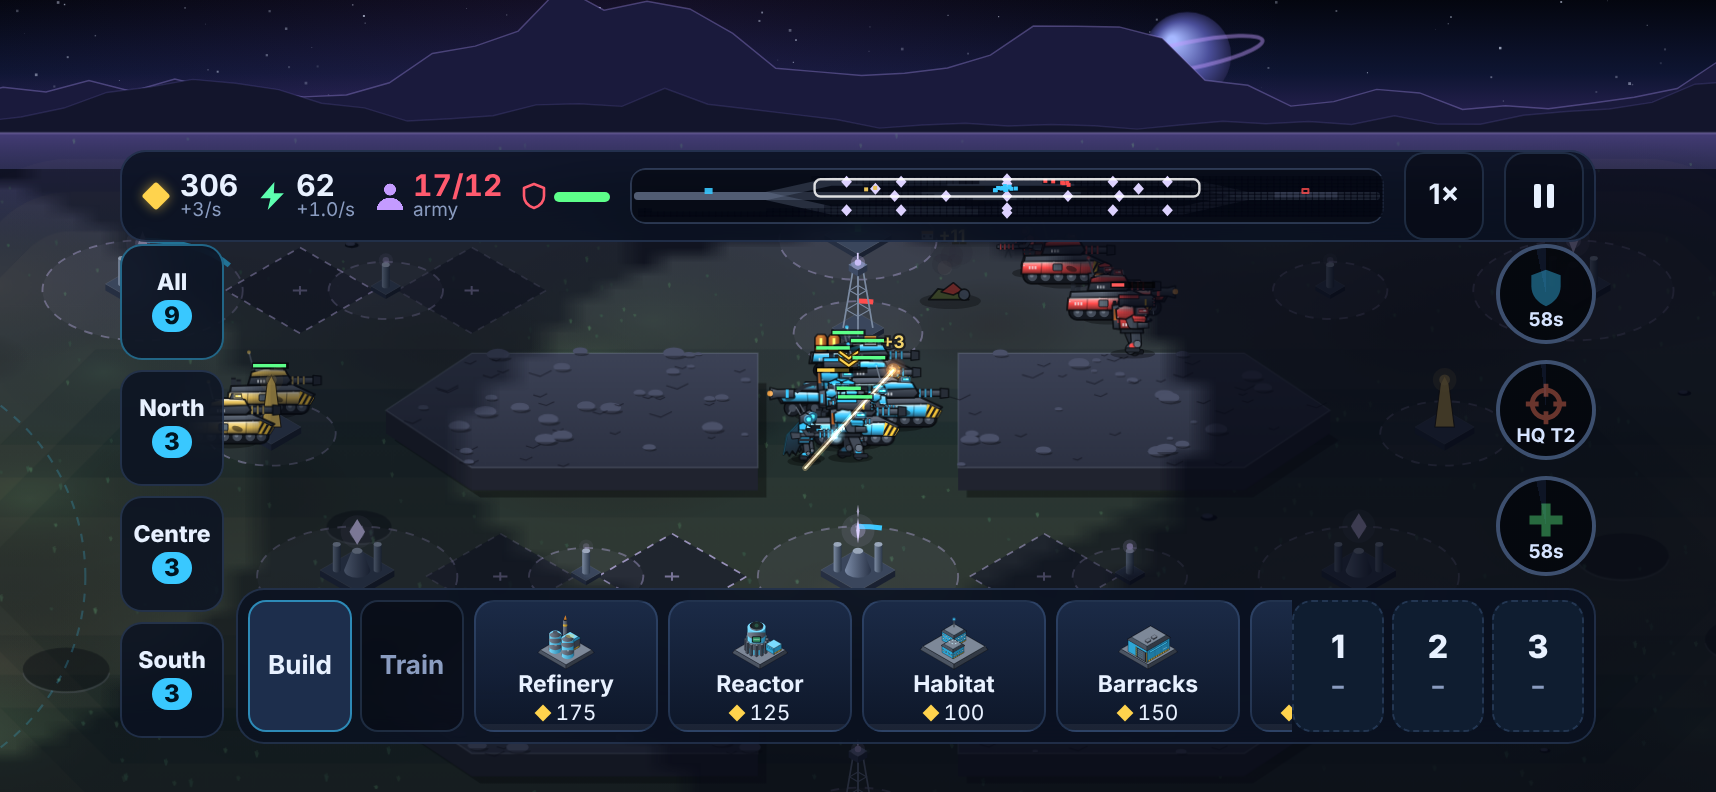 306
+3/s
62
+1.0/s
17/12
army
1×
+11
All
9
58s
+3
North
3
HQ T2
Centre
3
58s
South
3
Build
Train
Refinery
175
Reactor
125
Habitat
100
Barracks
150
1
-
2
-
3
-